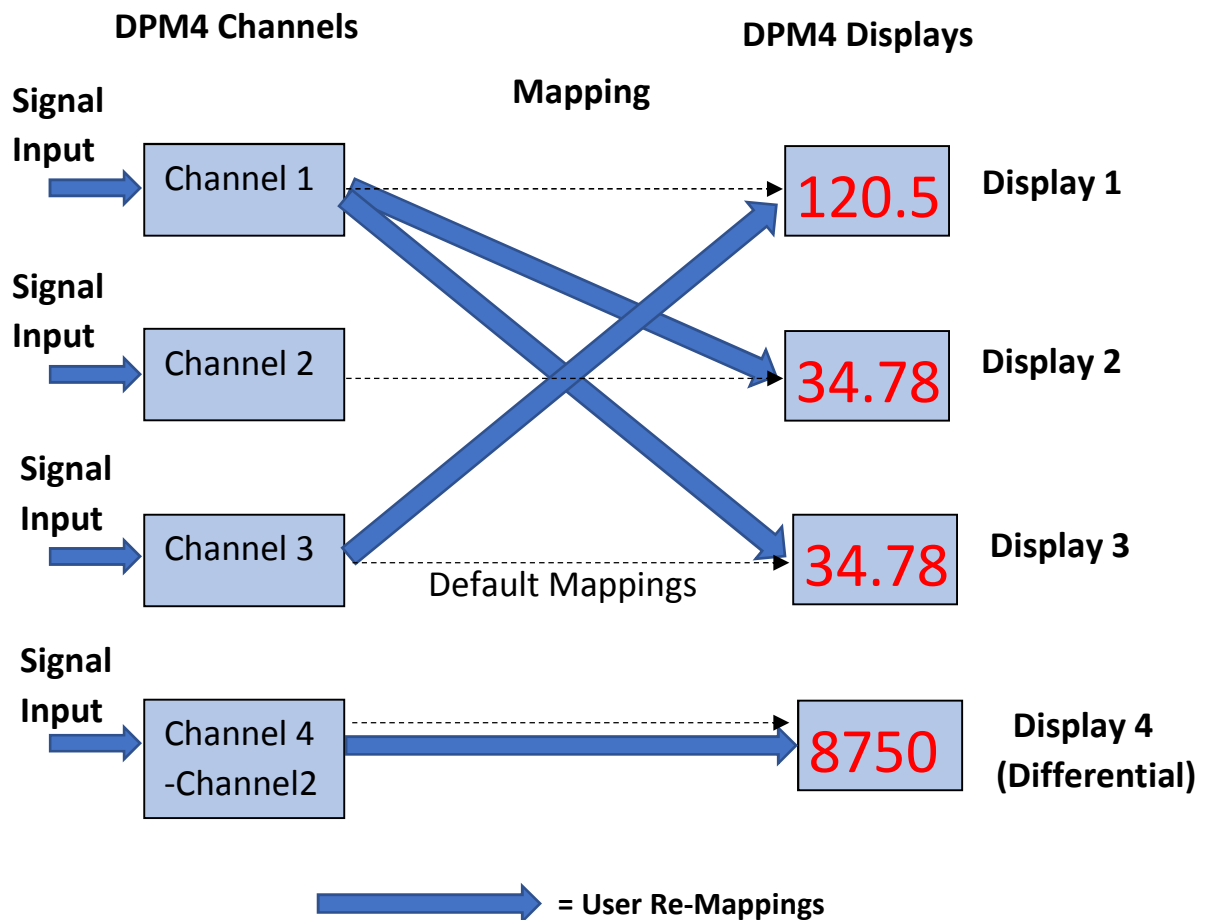 DPM4 Channels
DPM4 Displays
Mapping
Signal
Input
Channel 1
120.5
Display 1
Signal
Input
Channel 2
34.78
Display 2
Signal
Input
Channel 3
34.78
Display 3
Default Mappings
Signal
Input
Channel 4
-Channel2
8750
Display 4
(Differential)
= User Re-Mappings